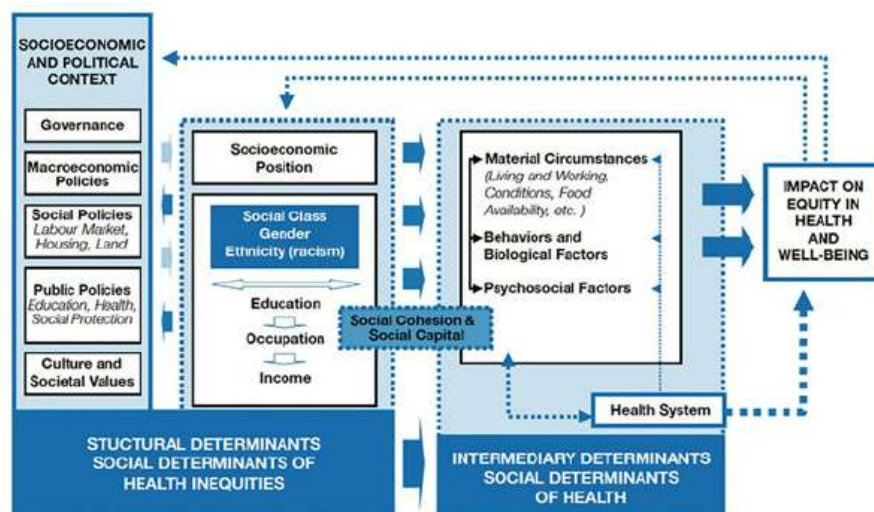 SOCIOECONOMIC
AND POLITICAL
CONTEXT
Governance
Macroeconomic
Policies
Social Policies
Labour Market,
Housing, Land
Public Policies
Education, Health,
Social Protection
Culture and
Societal Values
Socioeconomic
Position
Social Class
Gender
Ethnicity (racism)
Education
Occupation
Income
Social Cohesion &
Social Capital
Material Circumstances
(Living and Working,
Conditions, Food
Availability, etc. )
Behaviors and
Biological Factors
Psychosocial Factors
Health System
IMPACT ON
EQUITY IN
HEALTH
AND
WELL-BEING
STUCTURAL DETERMINANTS
SOCIAL DETERMINANTS OF
HEALTH INEQUITIES
INTERMEDIARY DETERMINANTS
SOCIAL DETERMINANTS
OF HEALTH